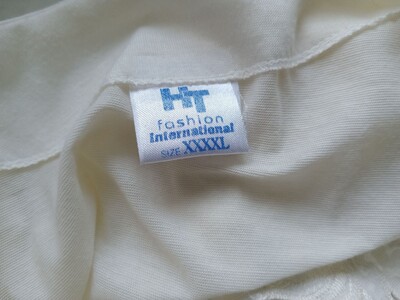 HT
fashion
International
SIZE XXXXL